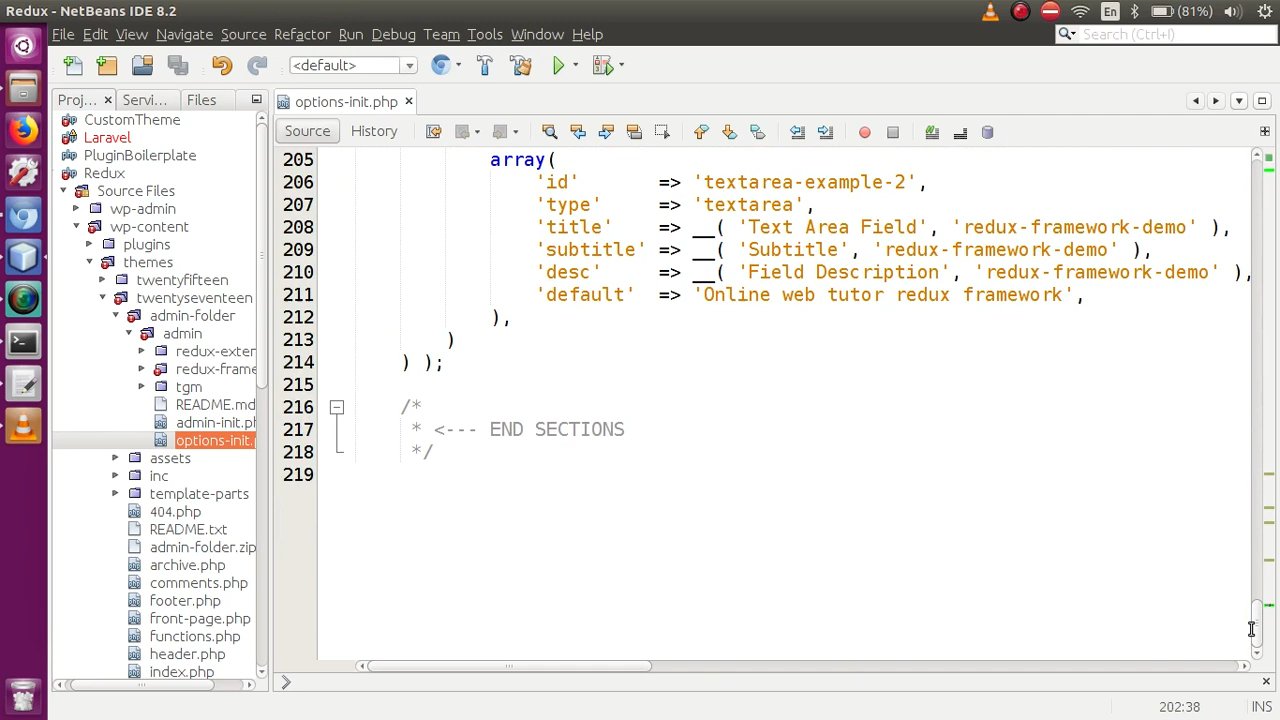 Redux - NetBeans IDE 8.2
En (81%)
File Edit View Navigate Source Refactor Run Debug Team Tools Window Help
Search (Ctrl+I)
<default>
Proj... Servi... Files
options-init.php
Source History
CustomTheme
Laravel
PluginBoilerplate
Redux
Source Files
wp-admin
wp-content
plugins
themes
twentyfifteen
twentyseventeen
admin-folder
admin
redux-exter
redux-frame
tgm
README.md
admin-init.ph
options-init.p
assets
inc
template-parts
404.php
README.txt
admin-folder.zip
archive.php
comments.php
footer.php
front-page.php
functions.php
header.php
index.php
205 array(
206 'id' => 'textarea-example-2',
207 'type' => 'textarea',
208 'title' => __( 'Text Area Field', 'redux-framework-demo' ),
209 'subtitle' => __( 'Subtitle', 'redux-framework-demo' ),
210 'desc' => __( 'Field Description', 'redux-framework-demo' ),
211 'default' => 'Online web tutor redux framework',
212 ),
213 )
214 ) );
215
216 /*
217 * <--- END SECTIONS
218 */
219
202:38 INS